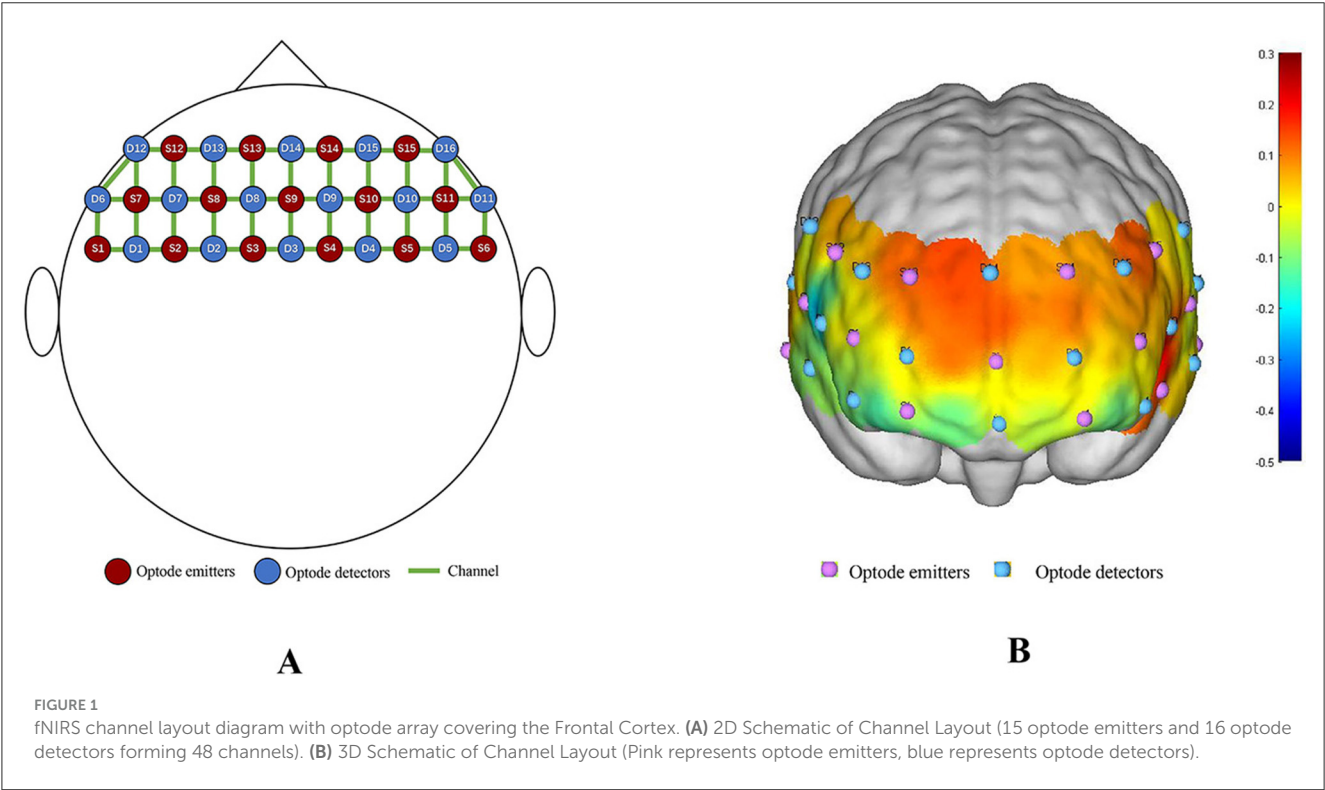 D12 S12 D13 S13 D14 S14 D15 S15 D16
D6 S7 D7 S8 D8 S9 D9 S10 D10 S11 D11
S1 D1 S2 D2 S3 D3 S4 D4 S5 D5 S6
Optode emitters Optode detectors Channel
A
0.3
0.2
0.1
0
-0.1
-0.2
-0.3
-0.4
-0.5
Optode emitters Optode detectors
B
FIGURE 1
fNIRS channel layout diagram with optode array covering the Frontal Cortex. (A) 2D Schematic of Channel Layout (15 optode emitters and 16 optode
detectors forming 48 channels). (B) 3D Schematic of Channel Layout (Pink represents optode emitters, blue represents optode detectors).